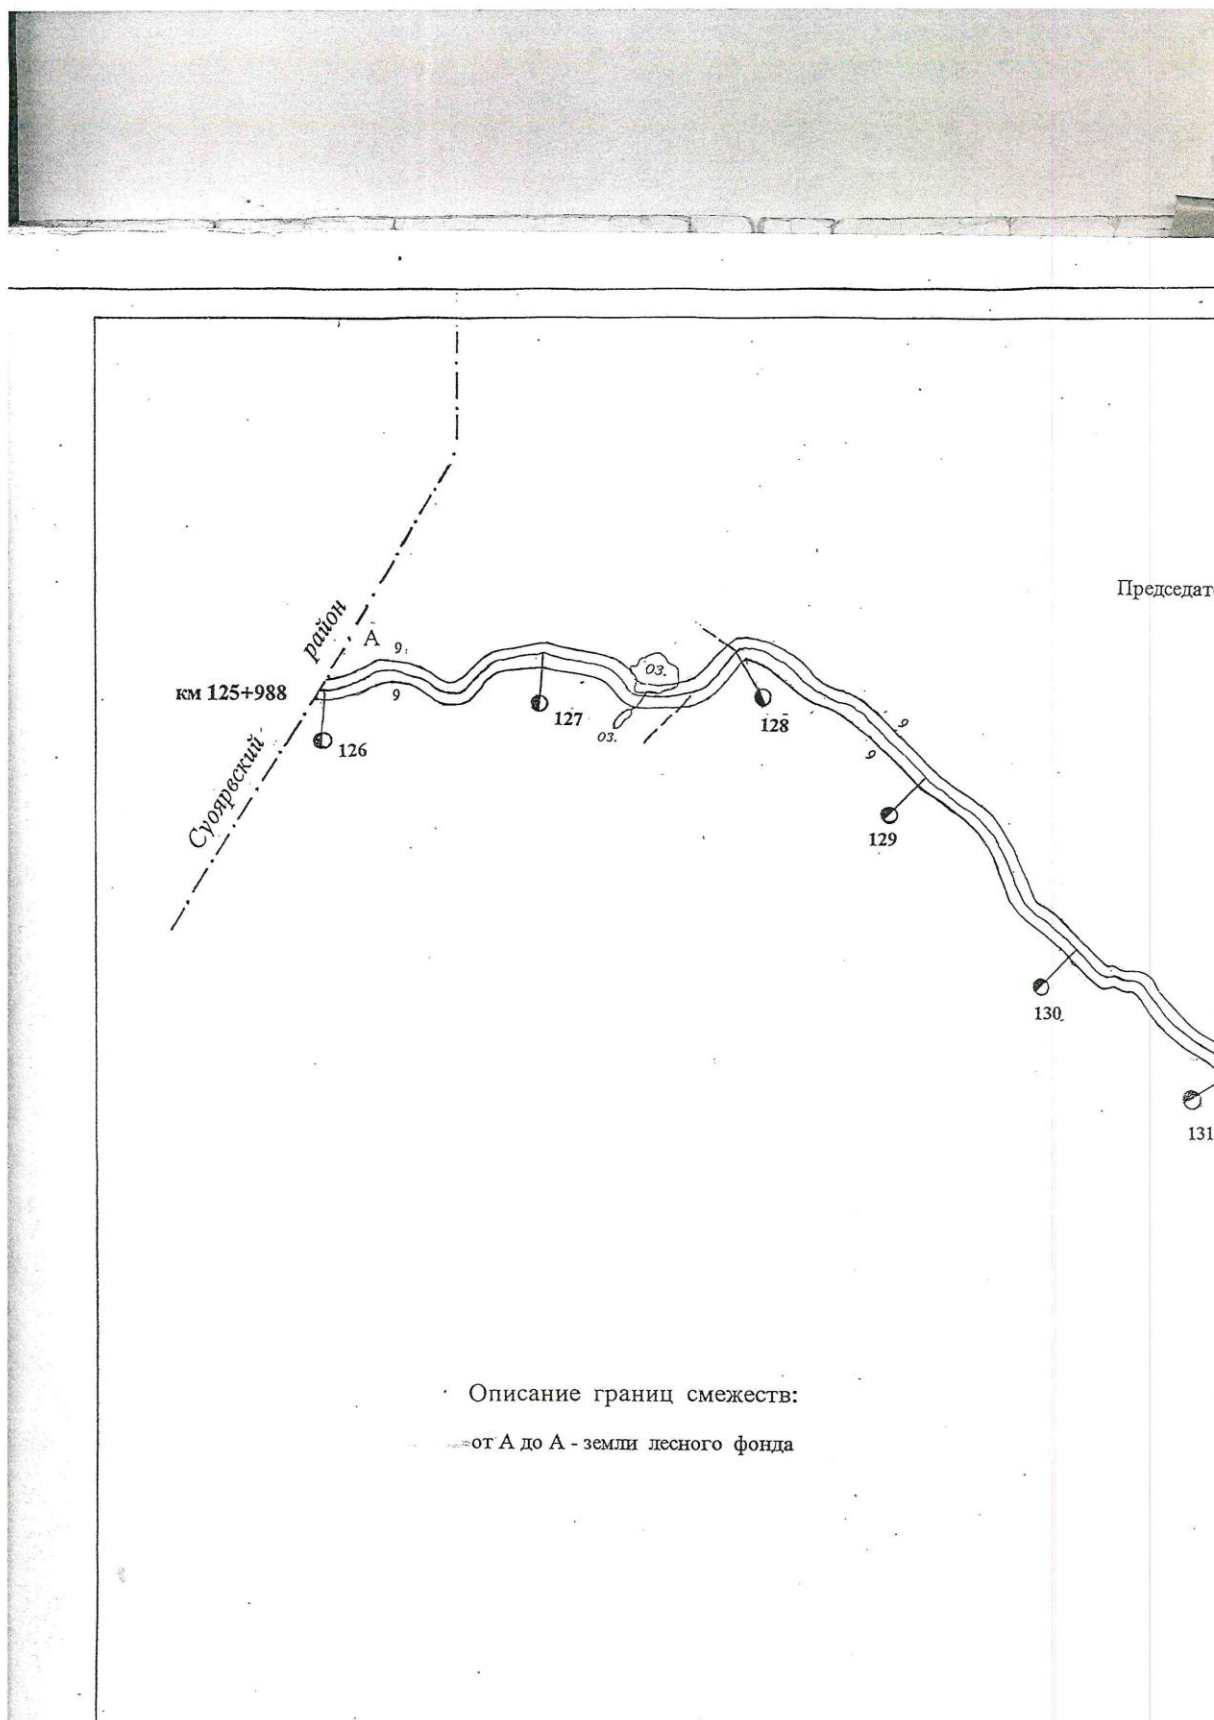 Председат
район
А
9
оз.
км 125+988
9
127
128
9
оз.
126
9
Суоярвский
129
130
131
Описание границ смежеств:
от А до А - земли лесного фонда